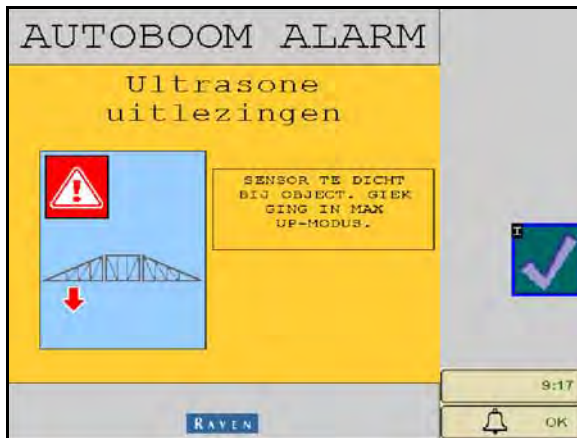 AUTOBOOM ALARM
Ultrasone
uitlezingen
SENSOR TE DICHT
BIJ OBJECT. GIEK
GING IN MAX
UP-MODUS.
I
9:17
RAVEN
OK